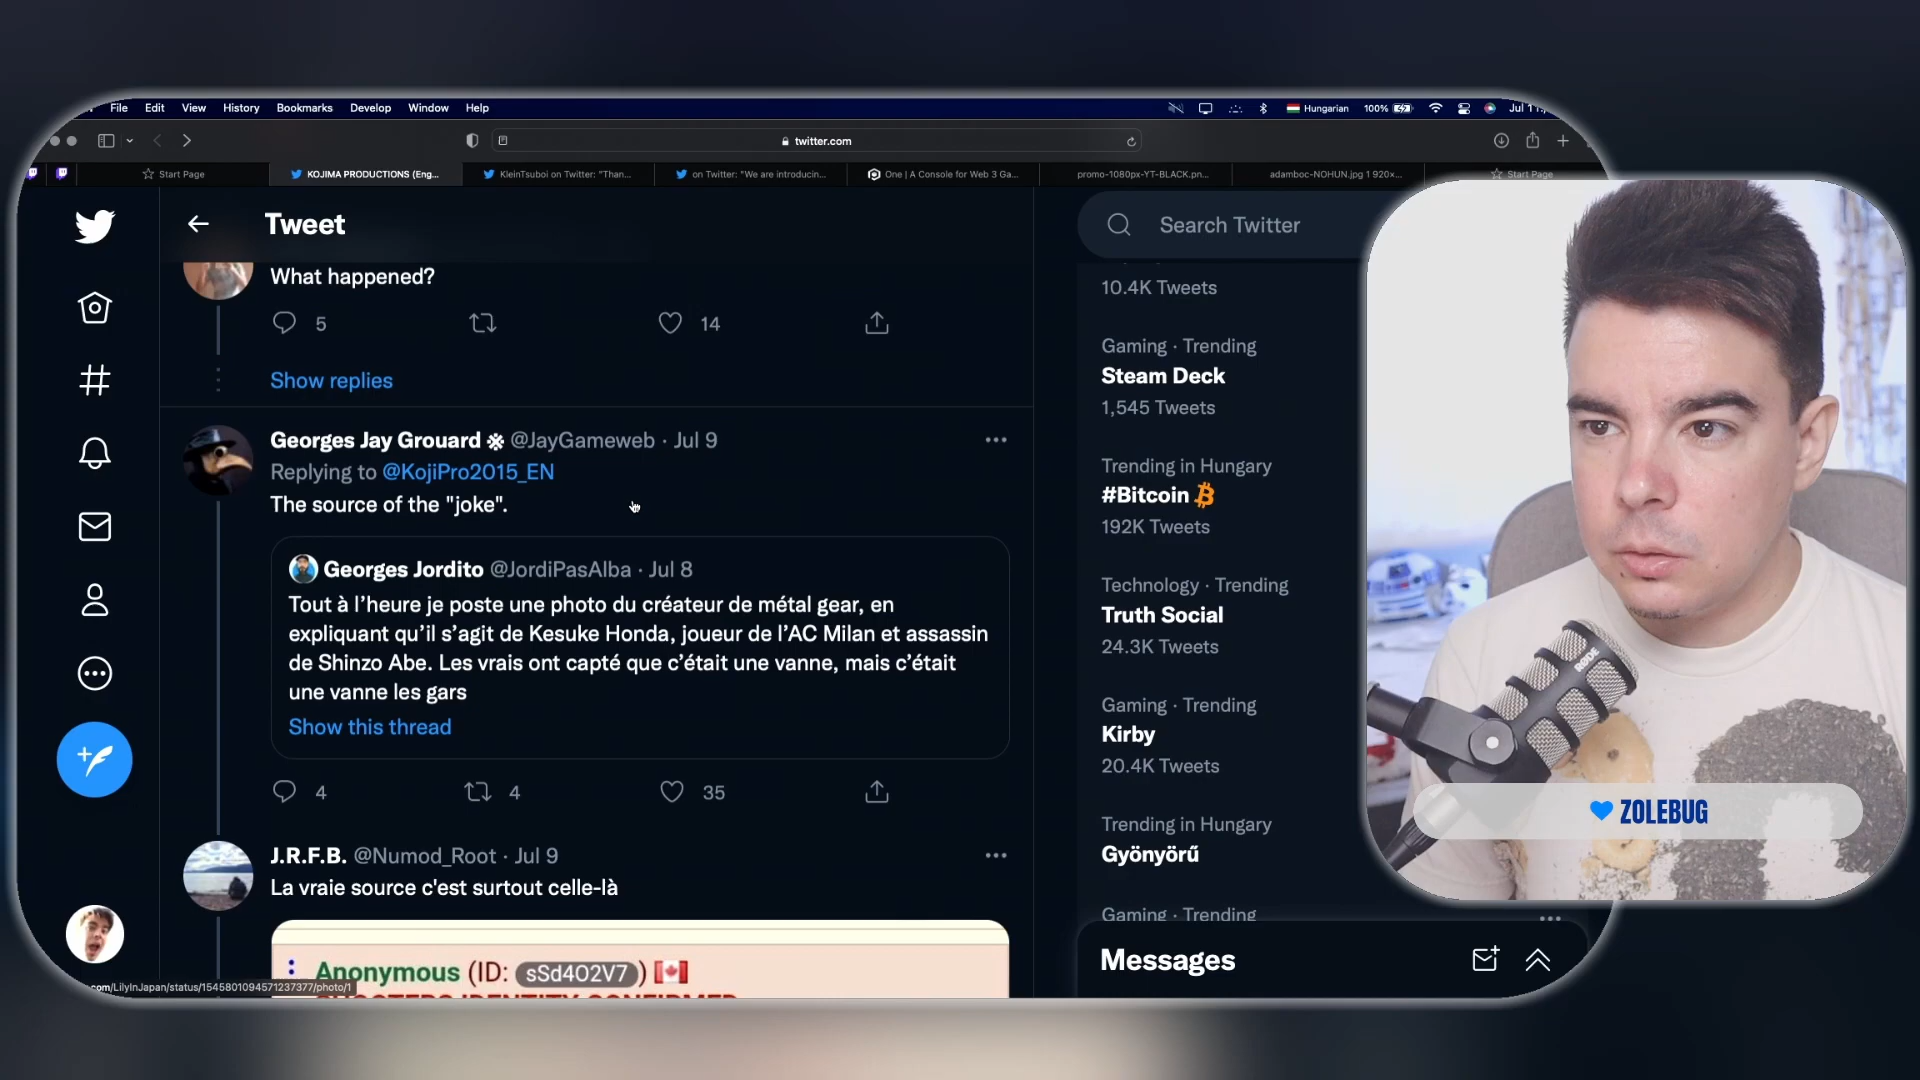 File Edit View History Bookmarks Develop Window Help
Hungarian 100%
twitter.com
Start Page
KOJIMA PRODUCTIONS (Eng...
KleinTsuboi on Twitter: "Than...
on Twitter: "We are introducin...
One | A Console for Web 3 Ga...
promo-1080px-YT-BLACK.pn...
adamboc-NOHUN.jpg 1 920×...
Start Page
Tweet
What happened?
5 14
Show replies
Georges Jay Grouard @JayGameweb · Jul 9
Replying to @KojiPro2015_EN
The source of the "joke".
Georges Jordito @JordiPasAlba · Jul 8
Tout à l’heure je poste une photo du créateur de métal gear, en
expliquant qu’il s’agit de Kesuke Honda, joueur de l’AC Milan et assassin
de Shinzo Abe. Les vrais ont capté que c’était une vanne, mais c’était
une vanne les gars
Show this thread
4 4 35
J.R.F.B. @Numod_Root · Jul 9
La vraie source c'est surtout celle-là
Anonymous (ID: sSd4O2V7)
com/LilyInJapan/status/1545801094571237377/photo/1
Search Twitter
10.4K Tweets
Gaming · Trending
Steam Deck
1,545 Tweets
Trending in Hungary
#Bitcoin
192K Tweets
Technology · Trending
Truth Social
24.3K Tweets
Gaming · Trending
Kirby
20.4K Tweets
Trending in Hungary
Gyönyörű
Gaming · Trending
Messages
RØDE
ZOLEBUG